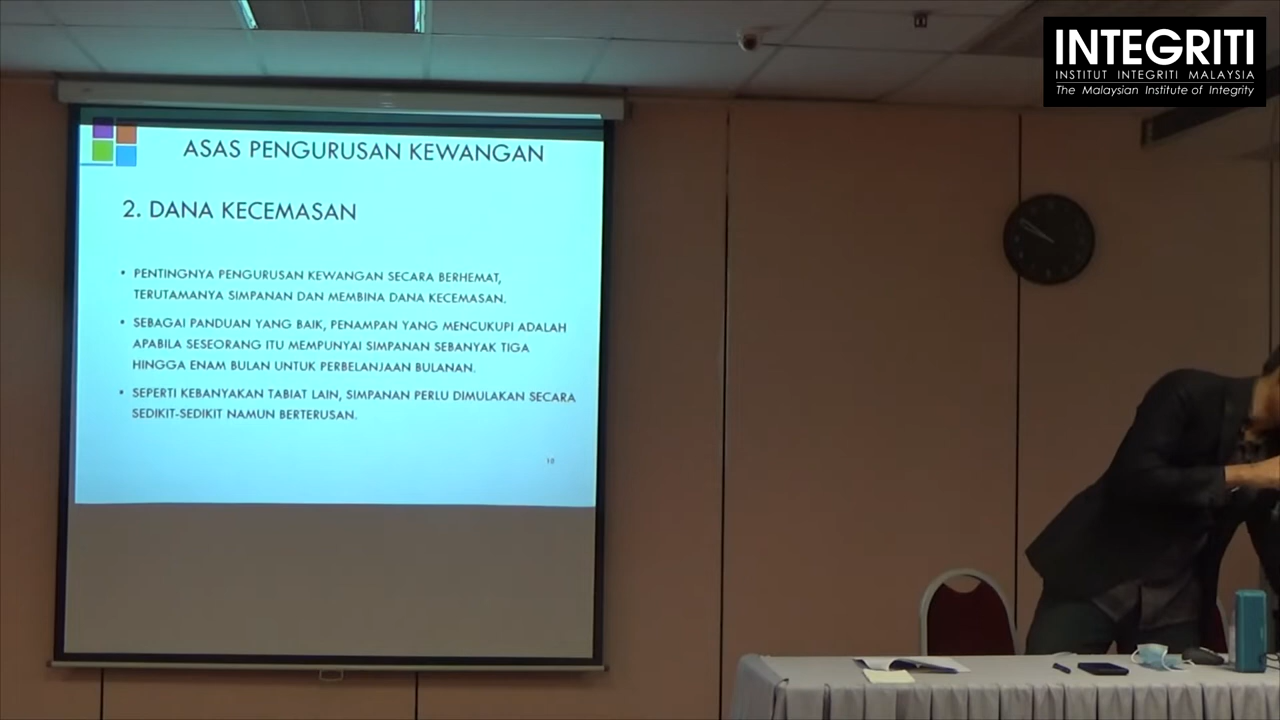 INTEGRITI
INSTITUT INTEGRITI MALAYSIA
The Malaysian Institute of Integrity
ASAS PENGURUSAN KEWANGAN
2. DANA KECEMASAN
• PENTINGNYA PENGURUSAN KEWANGAN SECARA BERHEMAT,
TERUTAMANYA SIMPANAN DAN MEMBINA DANA KECEMASAN.
• SEBAGAI PANDUAN YANG BAIK, PENAMPAN YANG MENCUKUPI ADALAH
APABILA SESEORANG ITU MEMPUNYAI SIMPANAN SEBANYAK TIGA
HINGGA ENAM BULAN UNTUK PERBELANJAAN BULANAN.
• SEPERTI KEBANYAKAN TABIAT LAIN, SIMPANAN PERLU DIMULAKAN SECARA
SEDIKIT-SEDIKIT NAMUN BERTERUSAN.
10